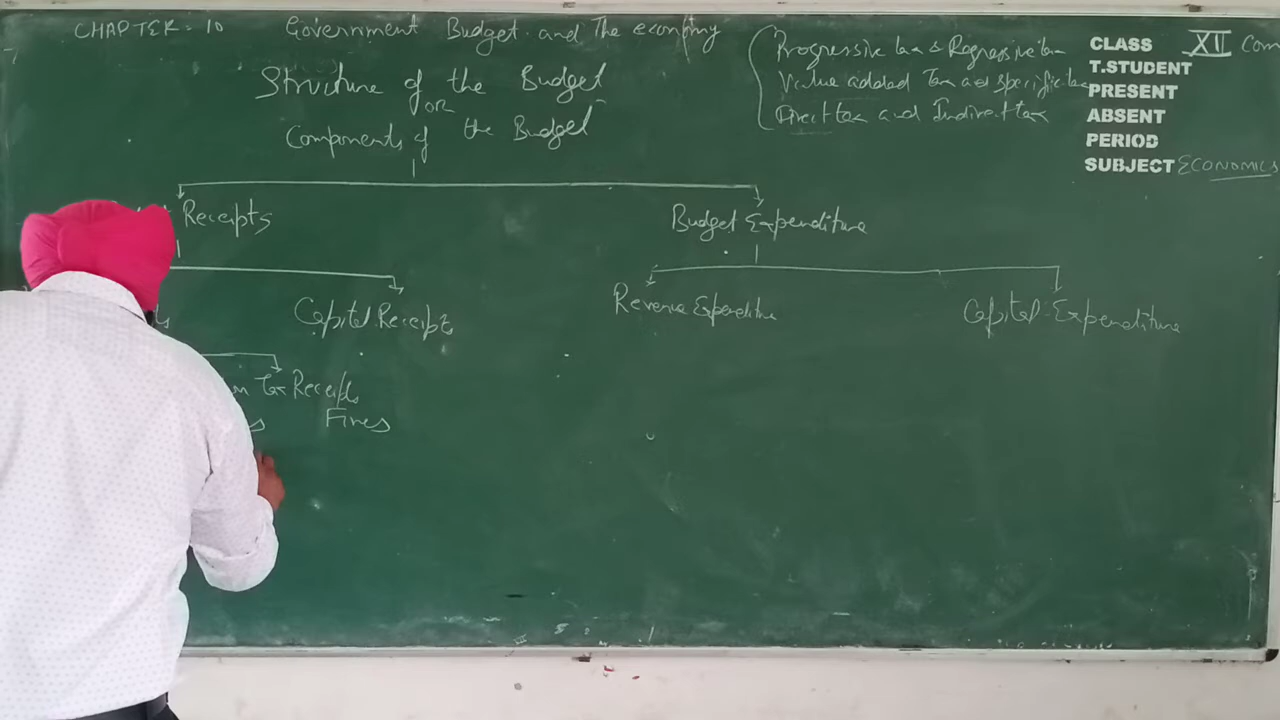 CHAPTER = 10 Government Budget and The economy
Structure of the Budget
OR
Components of the Budget
Progressive tax & Regressive tax
Value added Tax and Specific tax
Direct tax and Indirect tax
CLASS XII Com
T.STUDENT
PRESENT
ABSENT
PERIOD
SUBJECT ECONOMICS
Receipts
Budget Expenditure
Capital Receipts
Revenue Expenditure
Capital Expenditure
Tax Receipts
Fines